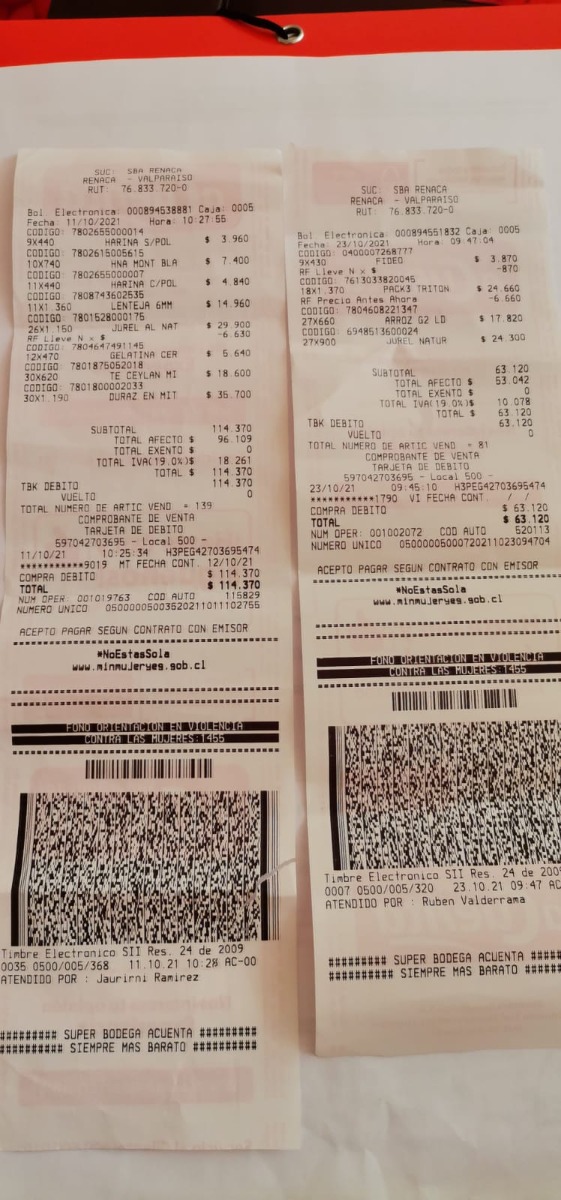 SUC: SBA RENACA
RENACA - VALPARAISO
RUT: 76.833.720-0
Bol Electronica 000894538881 Caja: 0005
Fecha: 11/10/2021 Hora: 10:27:55
CODIGO: 7802655000014
9X440 HARINA S/POL $ 3.960
CODIGO: 7802615005615
10X740 HNA MONT BLA $ 7.400
CODIGO: 7802655000007
11X440 HARINA C/POL $ 4.840
CODIGO: 7808743602535
11X1.360 LENTEJA 6MM $ 14.960
CODIGO: 7801528000175
26X1.150 JUREL AL NAT $ 29.900
RF Lleve N x $ -6.630
CODIGO: 7804647491145
12X470 GELATINA CER $ 5.640
CODIGO: 7801875052018
30X620 TE CEYLAN MI $ 18.600
CODIGO: 7801800002033
30X1.190 DURAZ EN MIT $ 35.700
SUBTOTAL 114.370
TOTAL AFECTO $ 96.109
TOTAL EXENTO $ 0
TOTAL IVA(19.0%)$ 18.261
TOTAL $ 114.370
TBK DEBITO 114.370
VUELTO 0
TOTAL NUMERO DE ARTIC VEND = 139
COMPROBANTE DE VENTA
TARJETA DE DEBITO
597042703695 - Local 500 -
11/10/21 10:25:34 H3PEG42703695474
***********9019 MT FECHA CONT. 12/10/21
COMPRA DEBITO $ 114.370
TOTAL $ 114.370
NUM OPER: 001019763 COD AUTO 115829
NUMERO UNICO 05000000500352021101​1102755
ACEPTO PAGAR SEGUN CONTRATO CON EMISOR
#NoEstasSola
www.minmujeryeg.gob.cl
FONO ORIENTACION EN VIOLENCIA
CONTRA LAS MUJERES:1455
Timbre Electronico SII Res. 24 de 2009
0035 0500/005/368 11.10.21 10:28 AC-00
ATENDIDO POR : Jaurirni Ramirez
######### SUPER BODEGA ACUENTA #########
########## SIEMPRE MAS BARATO ##########
SUC: SBA RENACA
RENACA - VALPARAISO
RUT: 76.833.720-0
Bol Electronica: 000894551832 Caja: 0005
Fecha: 23/10/2021 Hora: 09:47:04
CODIGO: 0400007268777
9X430 FIDEO $ 3.870
RF Lleve N x $ -870
CODIGO: 7613033820045
18X1.370 PACK3 TRITON $ 24.660
RF Precio Antes Ahora -6.660
CODIGO: 7804608221347
27X660 ARROZ G2 LD $ 17.820
CODIGO: 6948513600024
27X900 JUREL NATUR $ 24.300
SUBTOTAL 63.120
TOTAL AFECTO $ 53.042
TOTAL EXENTO $ 0
TOTAL IVA(19.0%)$ 10.078
TOTAL $ 63.120
TBK DEBITO 63.120
VUELTO 0
TOTAL NUMERO DE ARTIC VEND = 81
COMPROBANTE DE VENTA
TARJETA DE DEBITO
597042703695 - Local 500 -
23/10/21 09:45:10 H3PEG42703695474
***********1790 VI FECHA CONT. / /
COMPRA DEBITO $ 63.120
TOTAL $ 63.120
NUM OPER: 001002072 COD AUTO 520113
NUMERO UNICO 05000005000720211023094704
ACEPTO PAGAR SEGUN CONTRATO CON EMISOR
#NoEstasSola
www.minmujeryeg.gob.cl
FONO ORIENTACION EN VIOLENCIA
CONTRA LAS MUJERES:1455
Timbre Electronico SII Res. 24 de 2009
0007 0500/005/320 23.10.21 09:47 AC
ATENDIDO POR : Ruben Valderrama
######### SUPER BODEGA ACUENTA #########
########## SIEMPRE MAS BARATO ##########